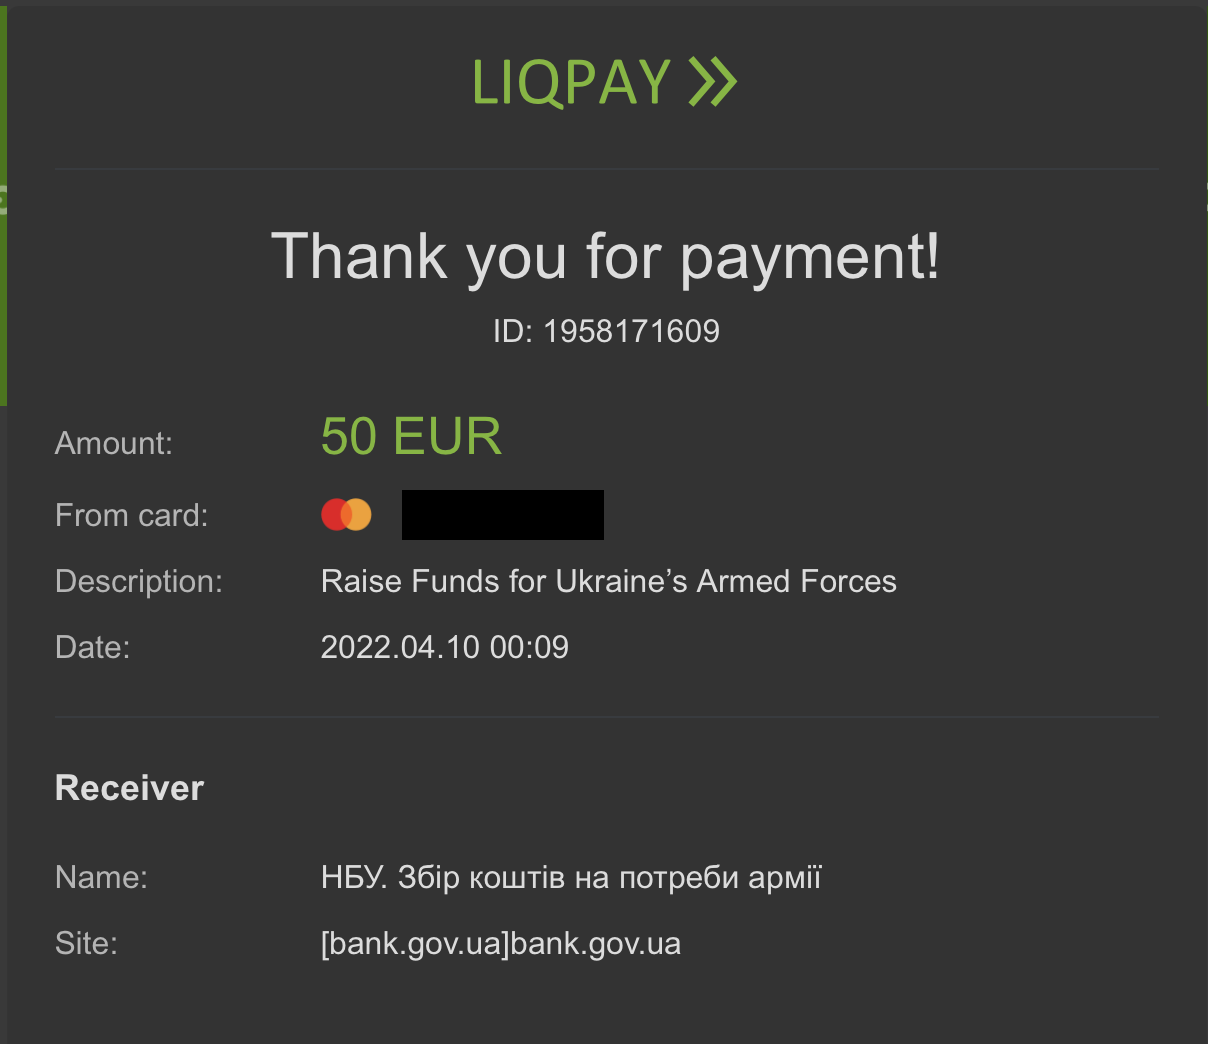 LIQPAY
Thank you for payment!
ID: 1958171609
Amount: 50 EUR
From card:
Description: Raise Funds for Ukraine’s Armed Forces
Date: 2022.04.10 00:09
Receiver
Name: НБУ. Збір коштів на потреби армії
Site: [bank.gov.ua]bank.gov.ua